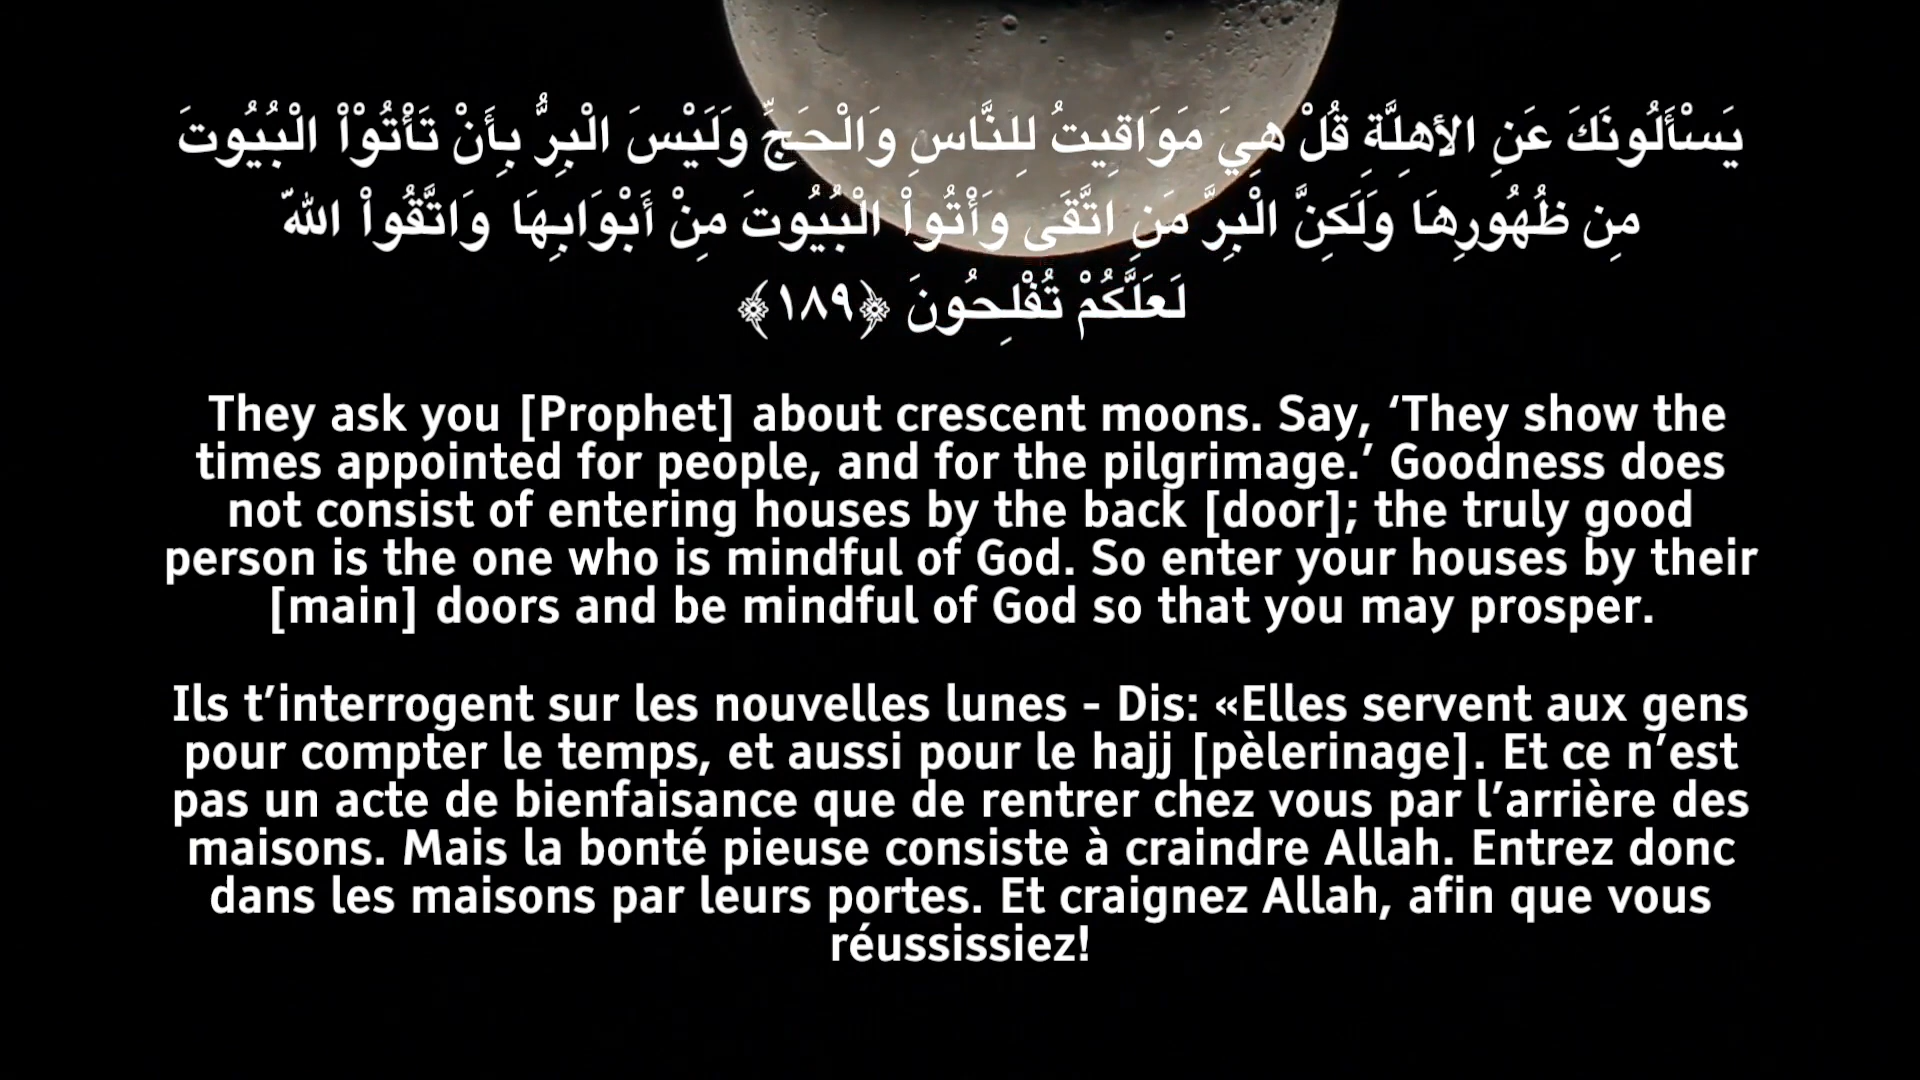 يَسْأَلُونَكَ عَنِ الأهِلَّةِ قُلْ هِيَ مَوَاقِيتُ لِلنَّاسِ وَالْحَجِّ وَلَيْسَ الْبِرُّ بِأَنْ تَأْتُوْاْ الْبُيُوتَ
مِن ظُهُورِهَا وَلَكِنَّ الْبِرَّ مَنِ اتَّقَى وَأْتُواْ الْبُيُوتَ مِنْ أَبْوَابِهَا وَاتَّقُواْ اللّهَ
لَعَلَّكُمْ تُفْلِحُونَ ﴿١٨٩﴾
They ask you [Prophet] about crescent moons. Say, ‘They show the
times appointed for people, and for the pilgrimage.’ Goodness does
not consist of entering houses by the back [door]; the truly good
person is the one who is mindful of God. So enter your houses by their
[main] doors and be mindful of God so that you may prosper.
Ils t’interrogent sur les nouvelles lunes - Dis: «Elles servent aux gens
pour compter le temps, et aussi pour le hajj [pèlerinage]. Et ce n’est
pas un acte de bienfaisance que de rentrer chez vous par l’arrière des
maisons. Mais la bonté pieuse consiste à craindre Allah. Entrez donc
dans les maisons par leurs portes. Et craignez Allah, afin que vous
réussissiez!